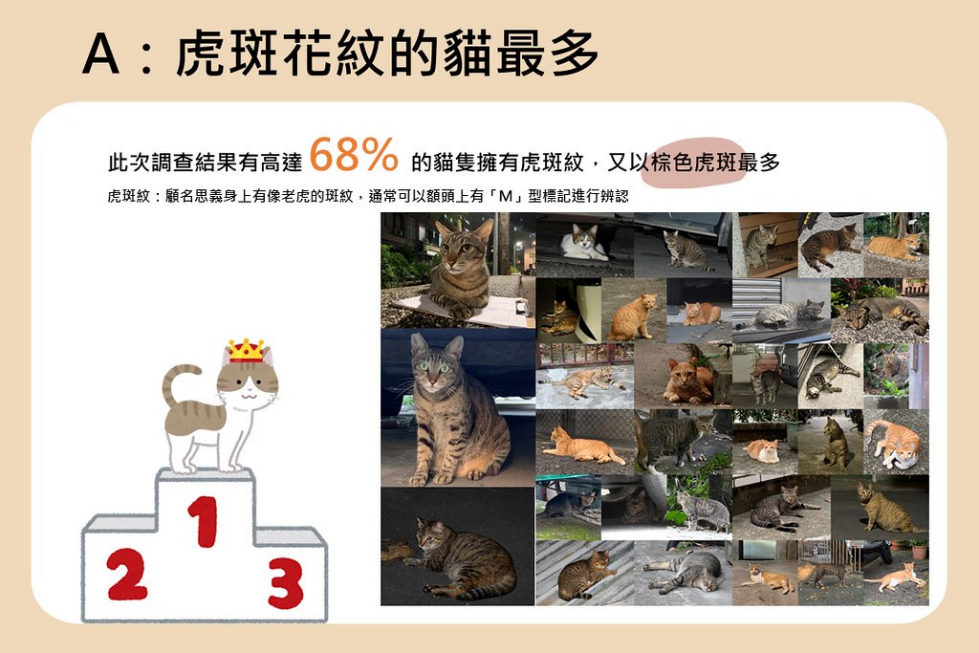 A：虎斑花紋的貓最多
此次調查結果有高達 68% 的貓隻擁有虎斑紋，又以棕色虎斑最多
虎斑紋：顧名思義身上有像老虎的斑紋，通常可以額頭上有「M」型標記進行辨認
1
2
3